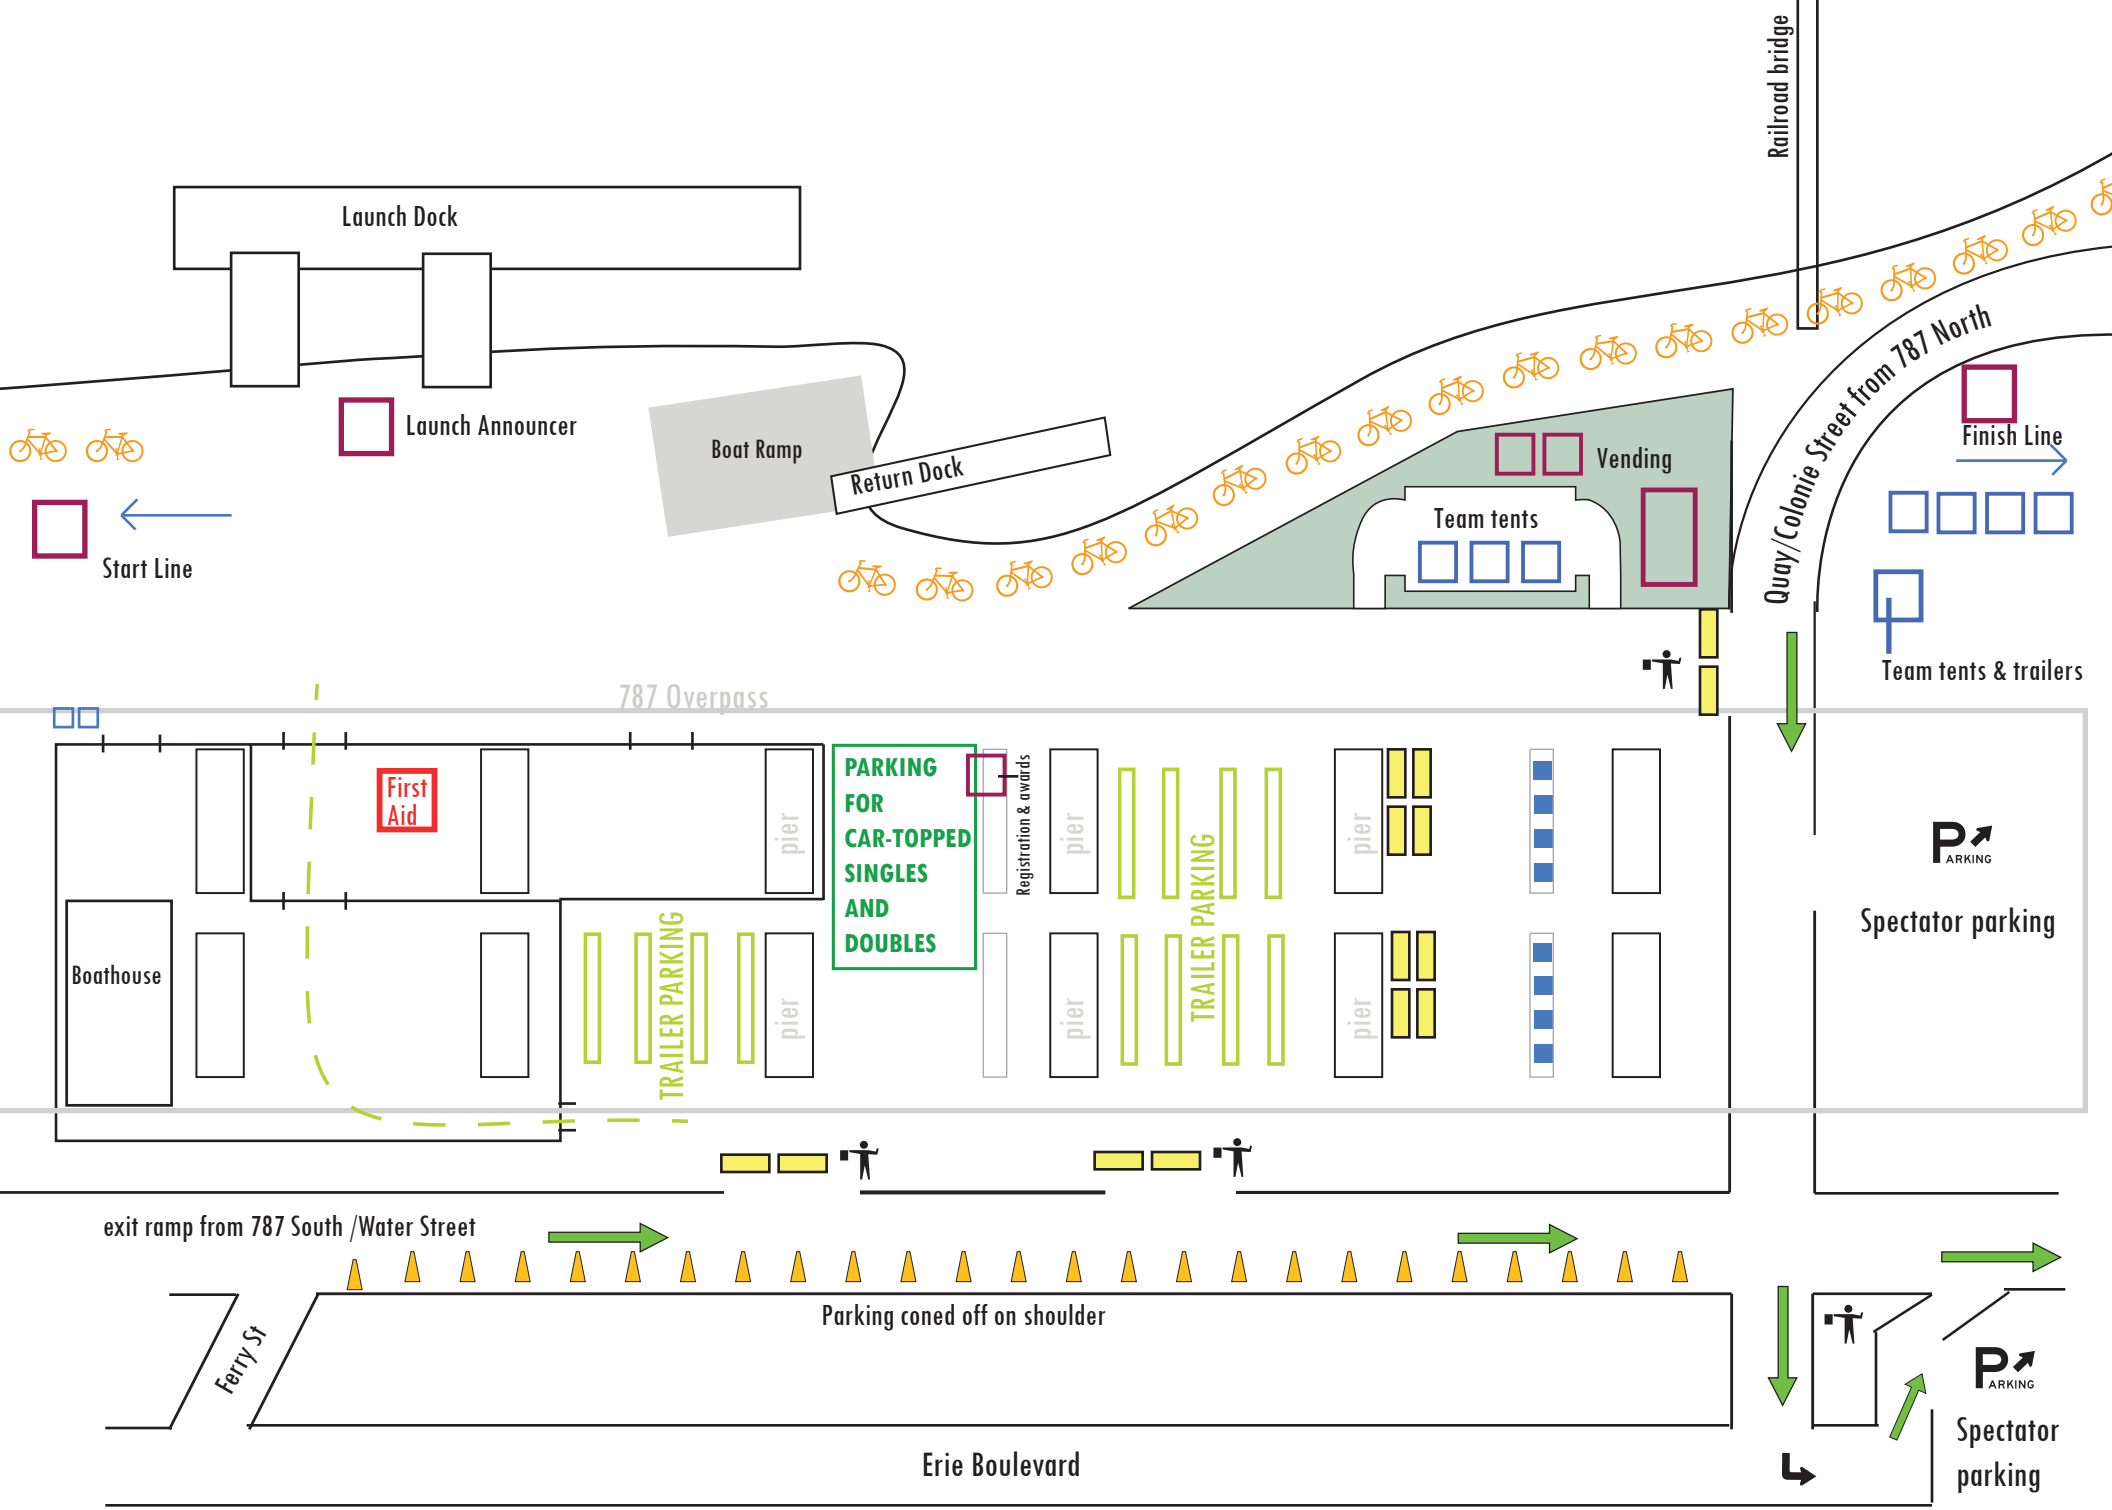 Railroad bridge
Launch Dock
Quay/Colonie Street from 787 North
Launch Announcer
Boat Ramp
Return Dock
Vending
Finish Line
Team tents
Start Line
Team tents & trailers
787 Overpass
First
Aid
pier
PARKING
FOR
CAR-TOPPED
SINGLES
AND
DOUBLES
Registration & awards
pier
TRAILER PARKING
pier
PARKING
Spectator parking
Boathouse
TRAILER PARKING
pier
pier
pier
exit ramp from 787 South /Water Street
Parking coned off on shoulder
Ferry St
PARKING
Spectator
parking
Erie Boulevard